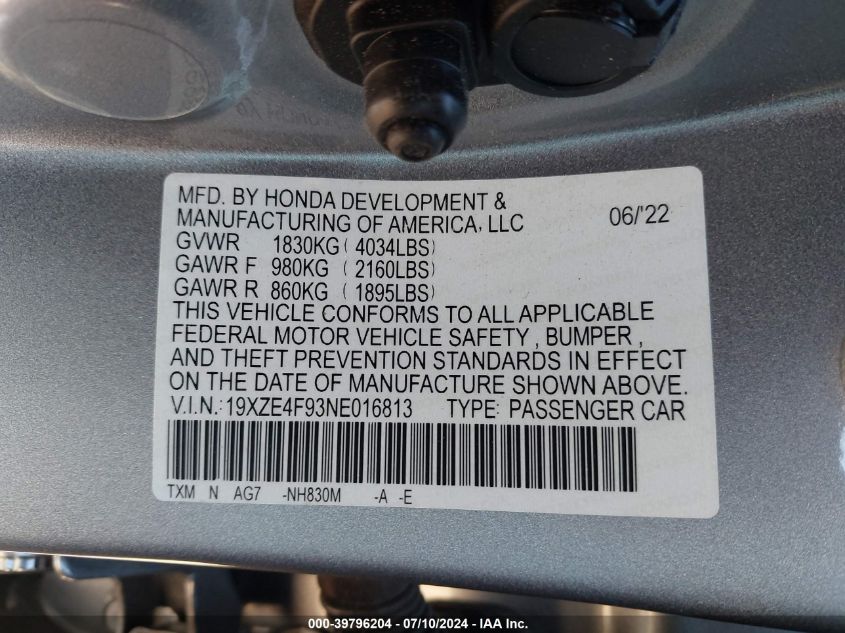 MFD. BY HONDA DEVELOPMENT &
MANUFACTURING OF AMERICA, LLC 06/'22
GVWR 1830KG ( 4034LBS)
GAWR F 980KG ( 2160LBS)
GAWR R 860KG ( 1895LBS)
THIS VEHICLE CONFORMS TO ALL APPLICABLE
FEDERAL MOTOR VEHICLE SAFETY , BUMPER ,
AND THEFT PREVENTION STANDARDS IN EFFECT
ON THE DATE OF MANUFACTURE SHOWN ABOVE.
V.I.N.: 19XZE4F93NE016813 TYPE: PASSENGER CAR
TXM N AG7 -NH830M -A -E
000-39796204 - 07/10/2024 - IAA Inc.